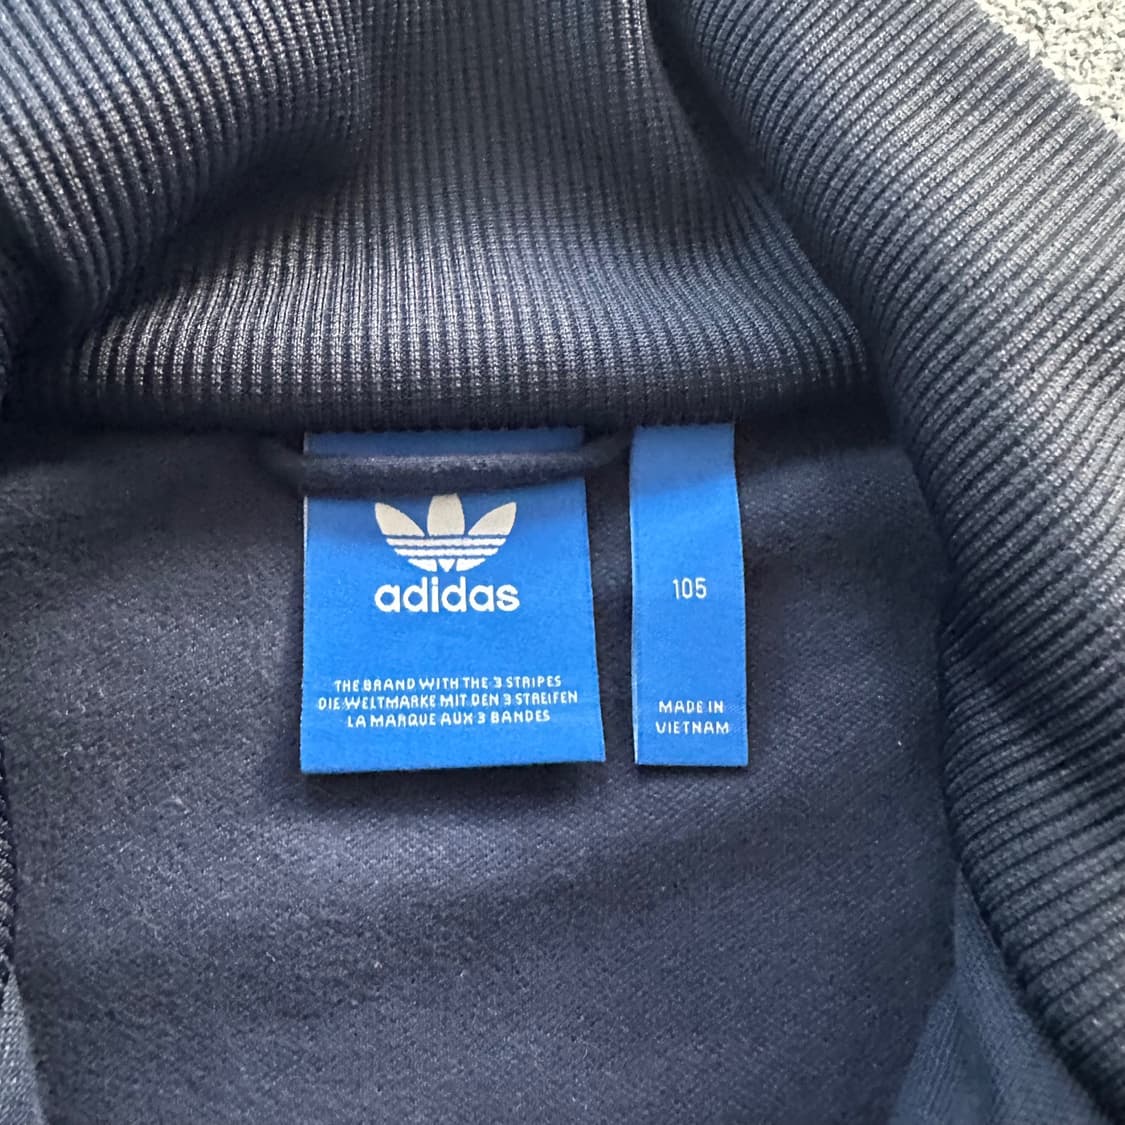 adidas
THE BRAND WITH THE 3 STRIPES
DIE WELTMARKE MIT DEN 3 STREIFEN
LA MARQUE AUX 3 BANDES
105
MADE IN
VIETNAM